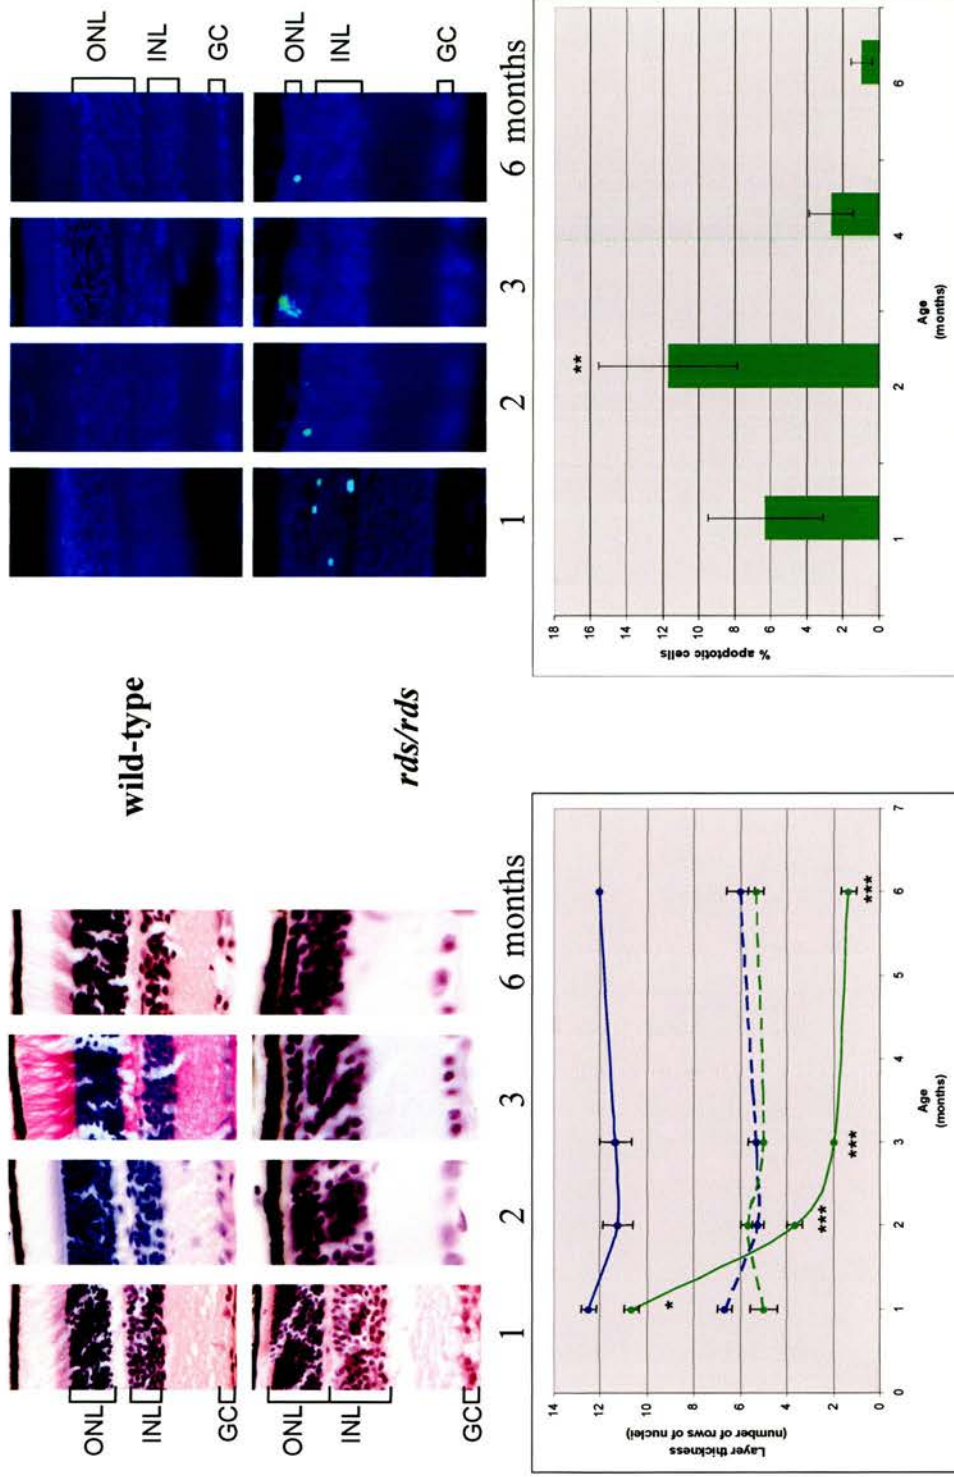 ONL
INL
GC
ONL
INL
GC
wild-type
rds/rds
ONL
INL
GC
ONL
INL
GC
1 2 3 6 months
1 2 3 6 months
Layer thickness
(number of rows of nuclei)
14
12
10
8
6
4
2
0
*
***
***
***
0 1 2 3 4 5 6 7
Age
(months)
% apoptotic cells
18
16
14
12
10
8
6
4
2
0
**
1 2 4 6
Age
(months)